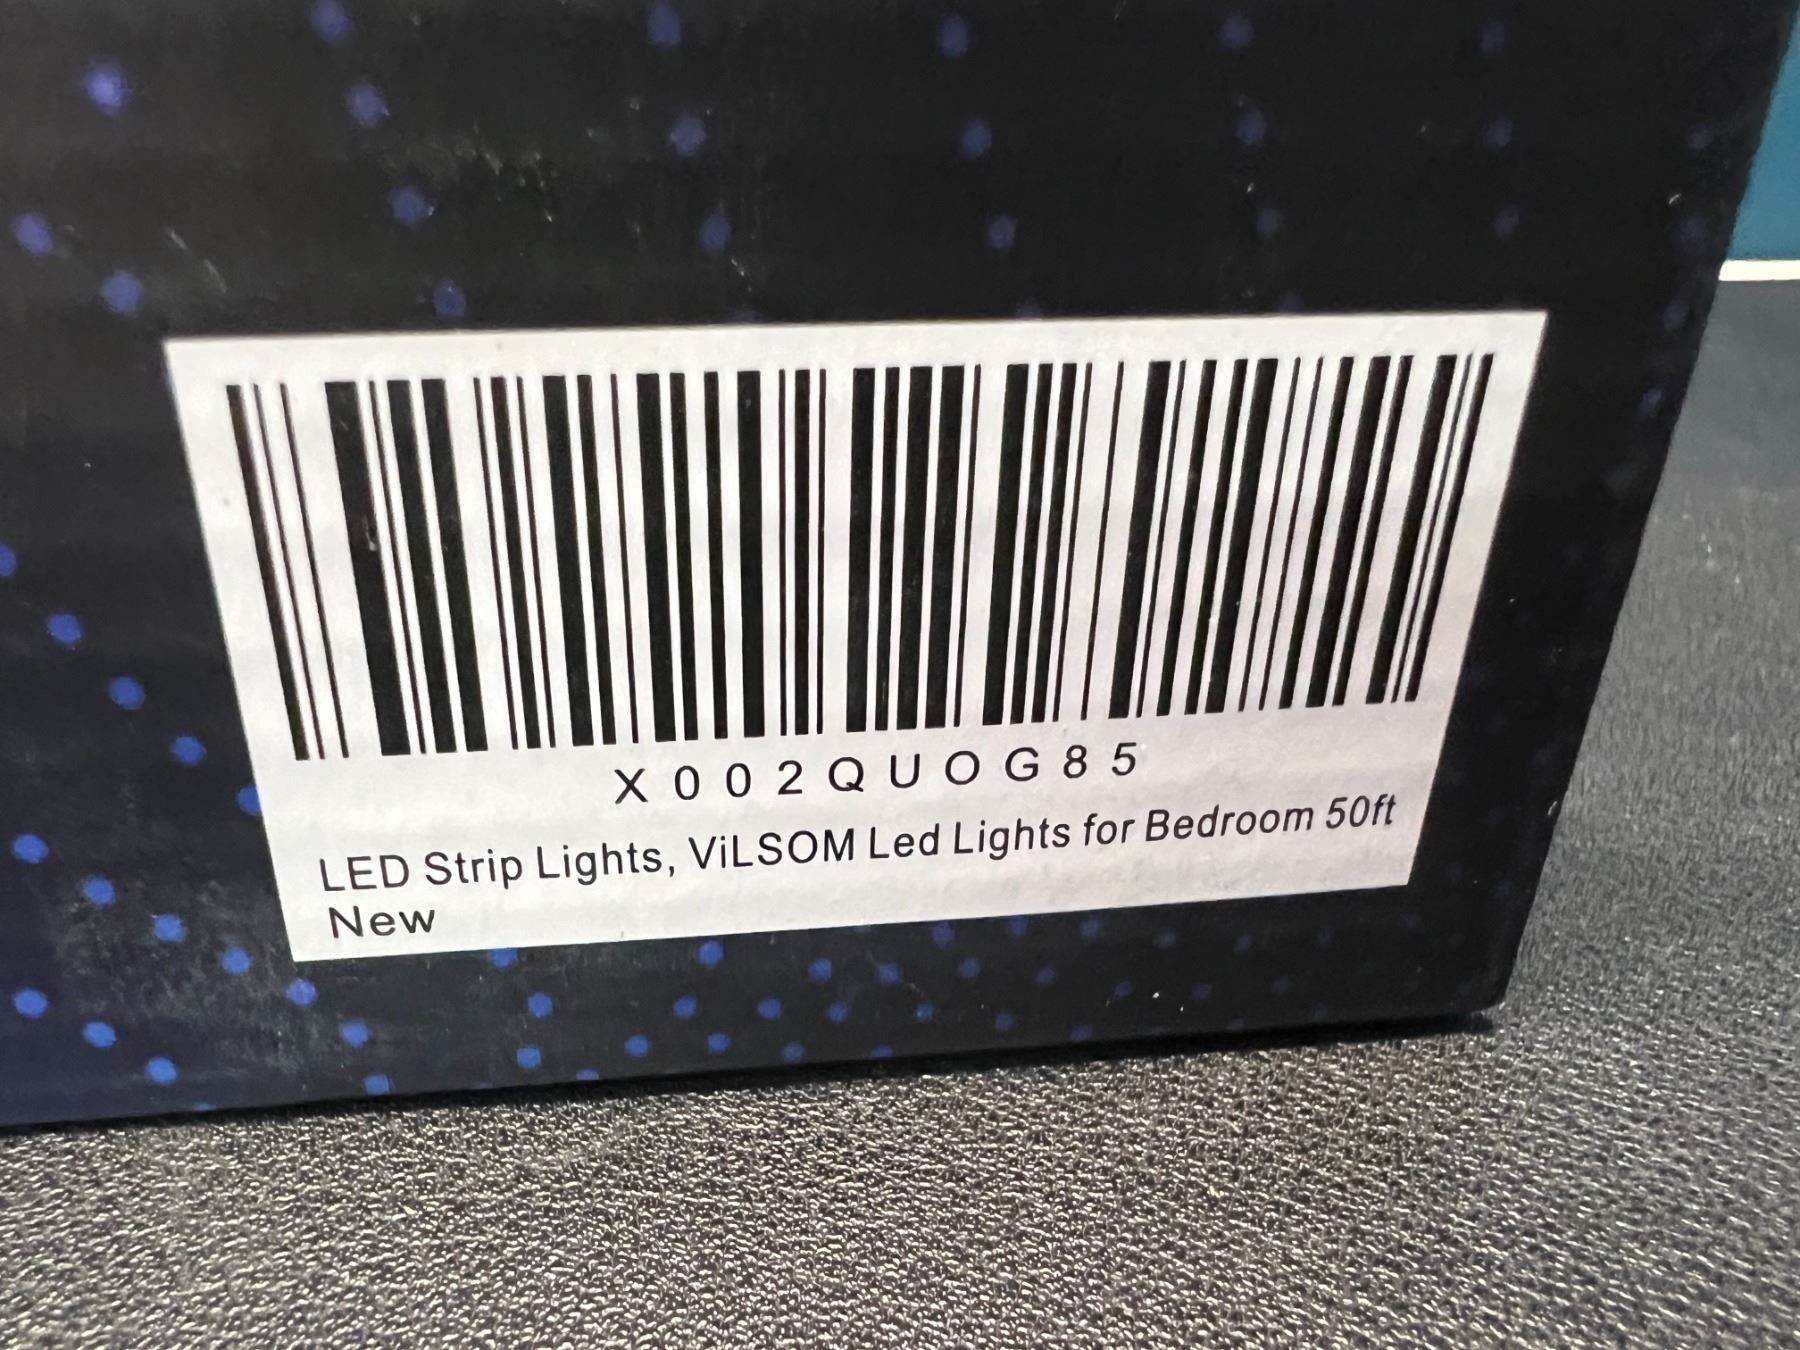 X002QUOG85
LED Strip Lights, ViLSOM Led Lights for Bedroom 50ft
New